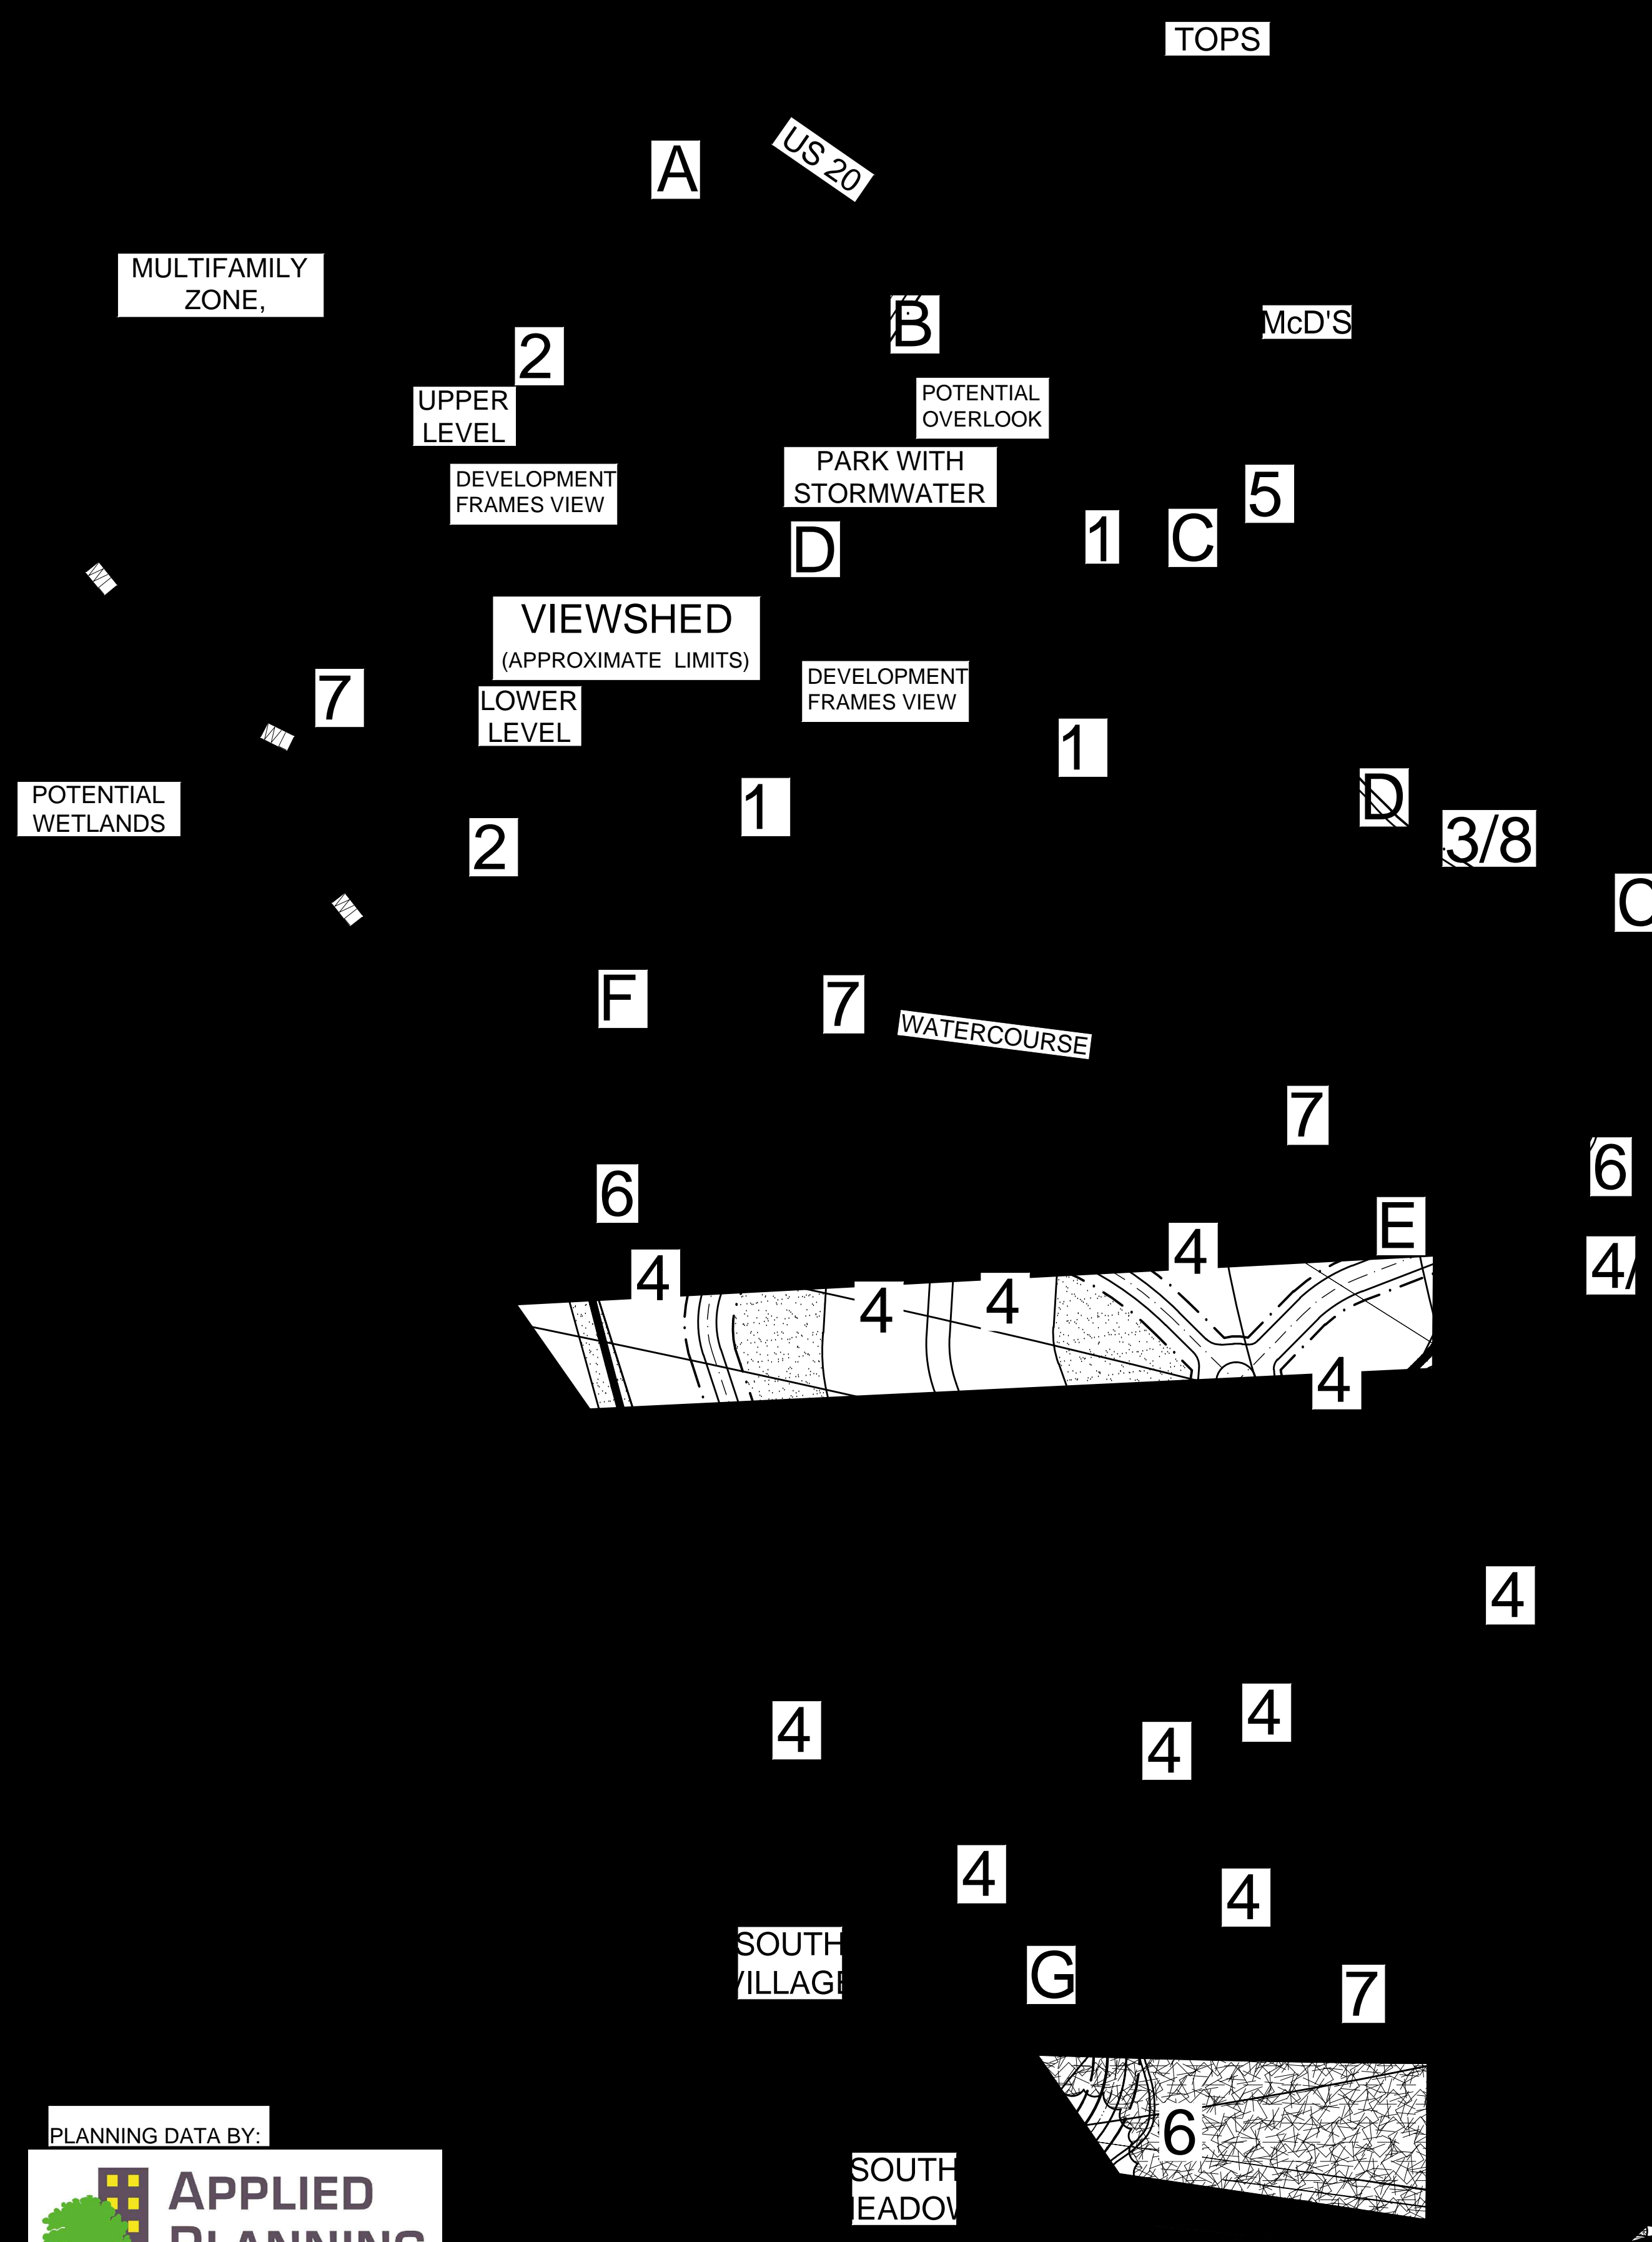 TOPS
US 20
A
MULTIFAMILY
ZONE,
B
McD'S
2
UPPER
LEVEL
POTENTIAL
OVERLOOK
DEVELOPMENT
FRAMES VIEW
PARK WITH
STORMWATER
5
1
C
D
VIEWSHED
(APPROXIMATE LIMITS)
7
LOWER
LEVEL
DEVELOPMENT
FRAMES VIEW
1
POTENTIAL
WETLANDS
1
D
3/8
2
F
7
WATERCOURSE
7
6
6
E
4
4
4
4
4/
4
4
4
4
4
4
4
SOUTH
VILLAGE
G
7
6
PLANNING DATA BY:
APPLIED
PLANNING
SOUTH